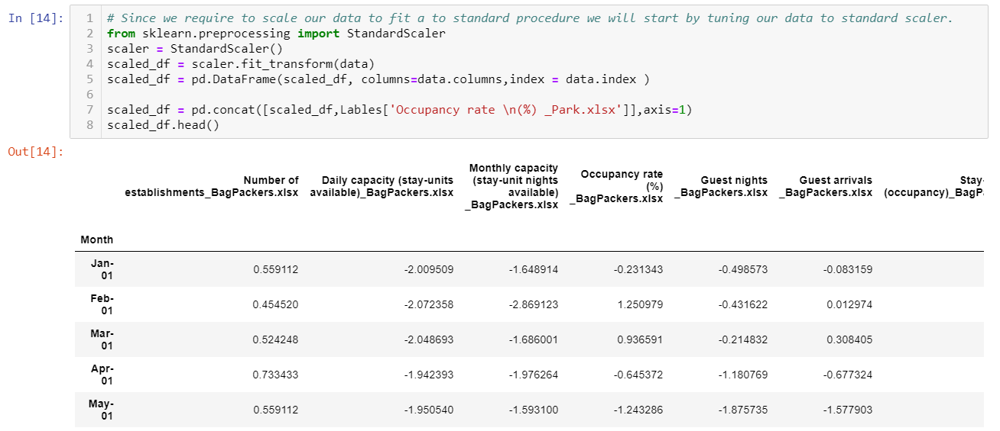 In [14]:
1 # Since we require to scale our data to fit a to standard procedure we will start by tuning our data to standard scaler.
2 from sklearn.preprocessing import StandardScaler
3 scaler = StandardScaler()
4 scaled_df = scaler.fit_transform(data)
5 scaled_df = pd.DataFrame(scaled_df, columns=data.columns,index = data.index )
6
7 scaled_df = pd.concat([scaled_df,Lables['Occupancy rate \n(%) _Park.xlsx']],axis=1)
8 scaled_df.head()
Out[14]:
Number of
establishments_BagPackers.xlsx
Daily capacity (stay-units
available)_BagPackers.xlsx
Monthly capacity
(stay-unit nights
available)
_BagPackers.xlsx
Occupancy rate
(%)
_BagPackers.xlsx
Guest nights
_BagPackers.xlsx
Guest arrivals
_BagPackers.xlsx
Stay-
(occupancy)_BagP
Month
Jan-
01 0.559112 -2.009509 -1.648914 -0.231343 -0.498573 -0.083159
Feb-
01 0.454520 -2.072358 -2.869123 1.250979 -0.431622 0.012974
Mar-
01 0.524248 -2.048693 -1.686001 0.936591 -0.214832 0.308405
Apr-
01 0.733433 -1.942393 -1.976264 -0.645372 -1.180769 -0.677324
May-
01 0.559112 -1.950540 -1.593100 -1.243286 -1.875735 -1.577903